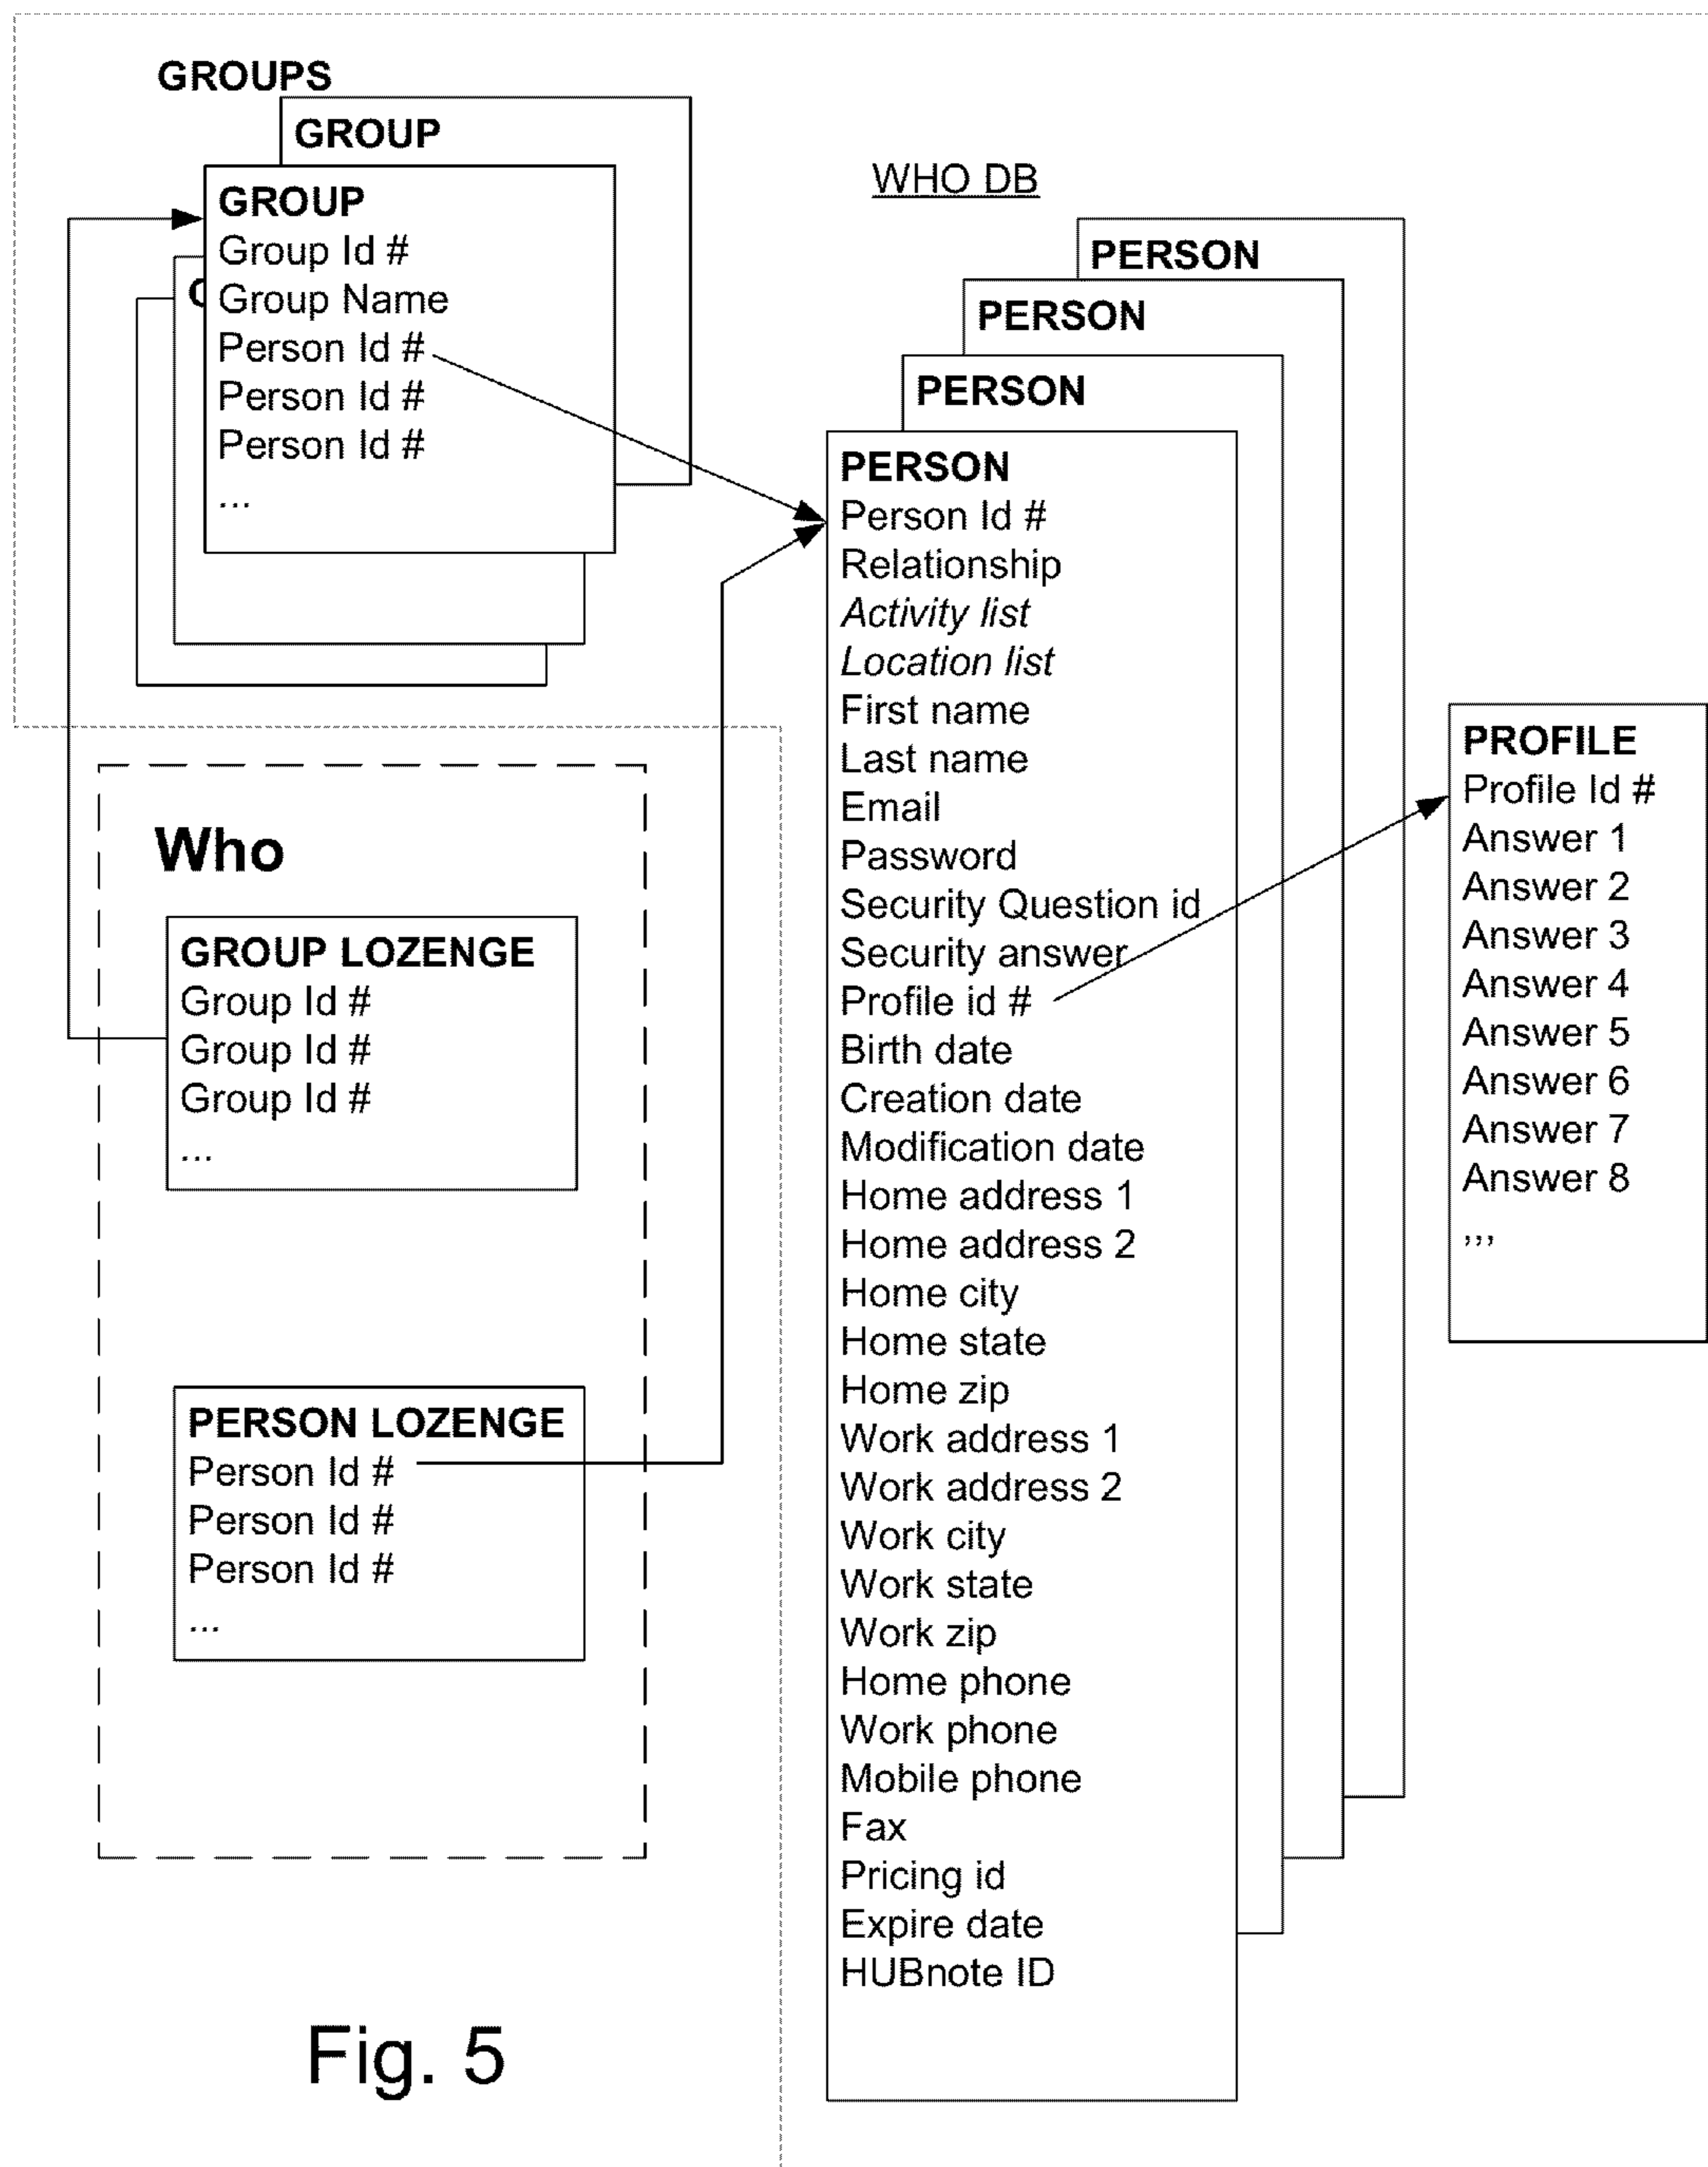 GROUPS
GROUP
GROUP
Group Id #
Group Name
Person Id #
Person Id #
Person Id #
...
WHO DB
PERSON
PERSON
PERSON
PERSON
Person Id #
Relationship
Activity list
Location list
First name
Last name
Email
Password
Security Question id
Security answer
Profile id #
Birth date
Creation date
Modification date
Home address 1
Home address 2
Home city
Home state
Home zip
Work address 1
Work address 2
Work city
Work state
Work zip
Home phone
Work phone
Mobile phone
Fax
Pricing id
Expire date
HUBnote ID
PROFILE
Profile Id #
Answer 1
Answer 2
Answer 3
Answer 4
Answer 5
Answer 6
Answer 7
Answer 8
,,,
Who
GROUP LOZENGE
Group Id #
Group Id #
Group Id #
...
PERSON LOZENGE
Person Id #
Person Id #
Person Id #
...
Fig. 5